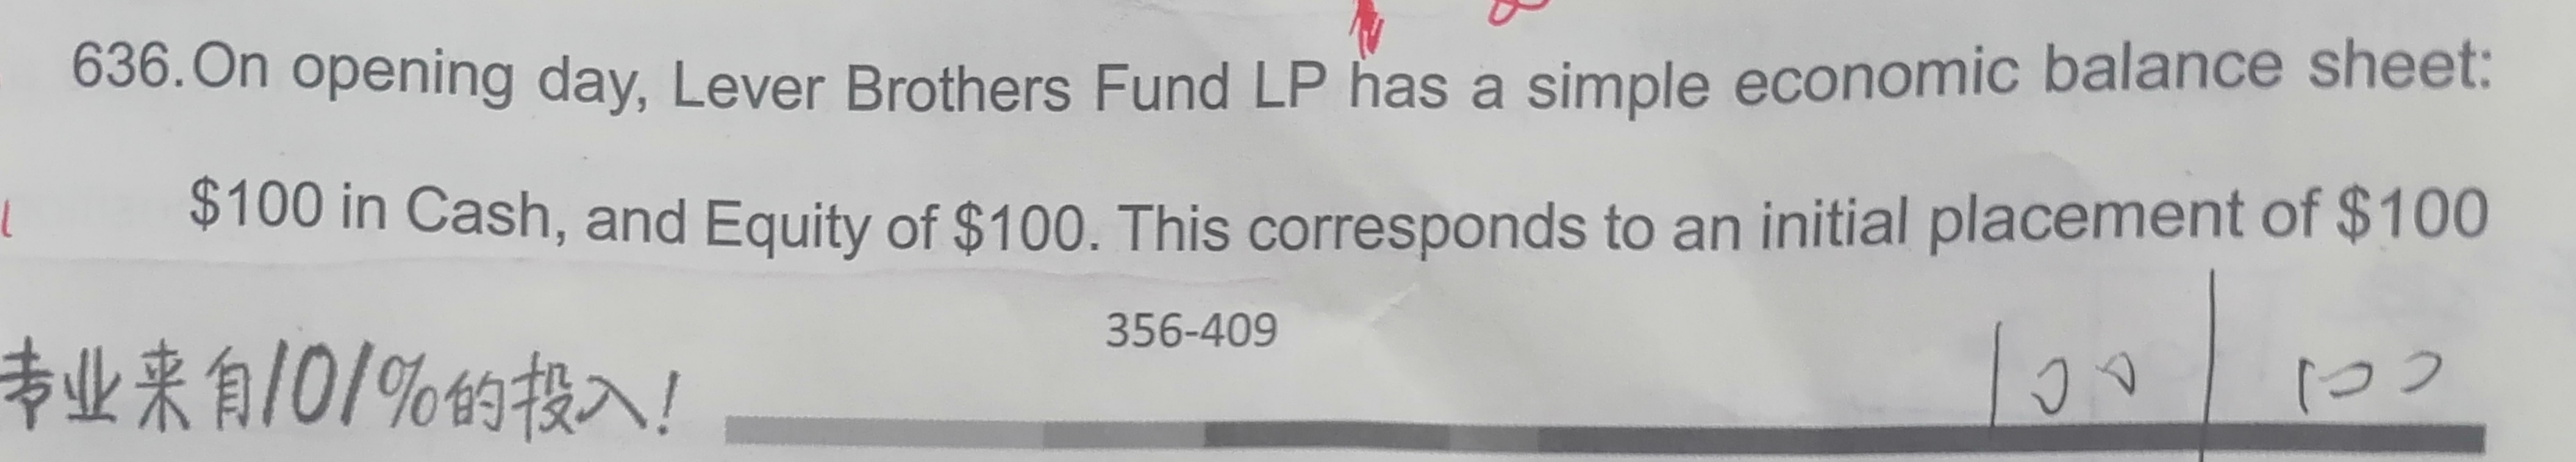 636. On opening day, Lever Brothers Fund LP has a simple economic balance sheet:
$100 in Cash, and Equity of $100. This corresponds to an initial placement of $100
356-409
专业来自101%的投入!
100 | 100